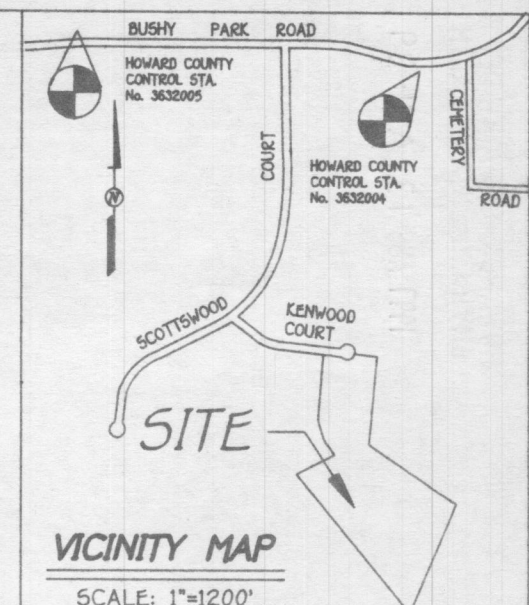 BUSHY PARK ROAD
HOWARD COUNTY
CONTROL STA.
No. 3632005
COURT
HOWARD COUNTY
CONTROL STA.
No. 3632004
CEMETERY
ROAD
N
SCOTTSWOOD
KENWOOD
COURT
SITE
VICINITY MAP
SCALE: 1"=1200'